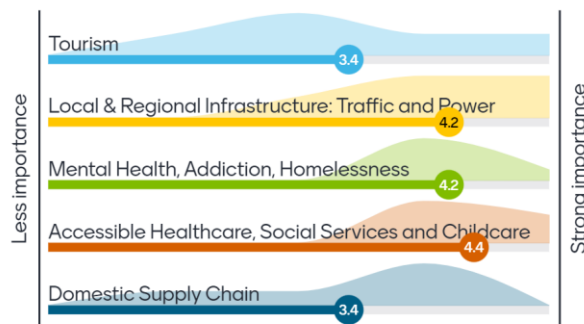 Less importance
Tourism
3.4
Local & Regional Infrastructure: Traffic and Power
4.2
Mental Health, Addiction, Homelessness
4.2
Accessible Healthcare, Social Services and Childcare
4.4
Domestic Supply Chain
3.4
Strong importance